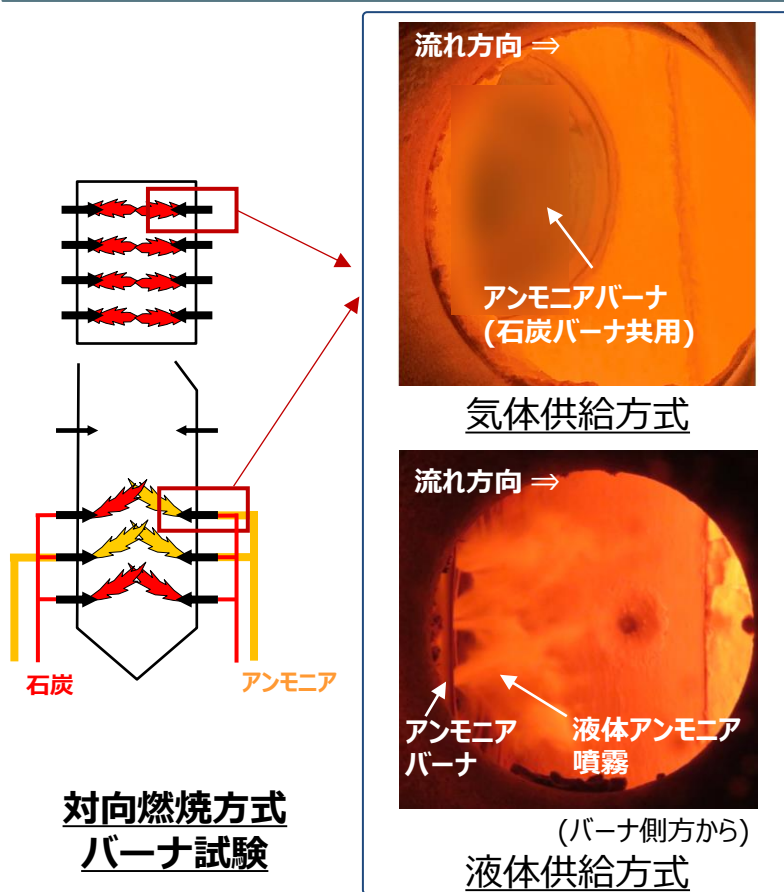 流れ方向 ⇒
アンモニアバーナ
(石炭バーナ共用)
気体供給方式
流れ方向 ⇒
アンモニア
バーナ
液体アンモニア
噴霧
(バーナ側方から)
液体供給方式
石炭
アンモニア
対向燃焼方式
バーナ試験